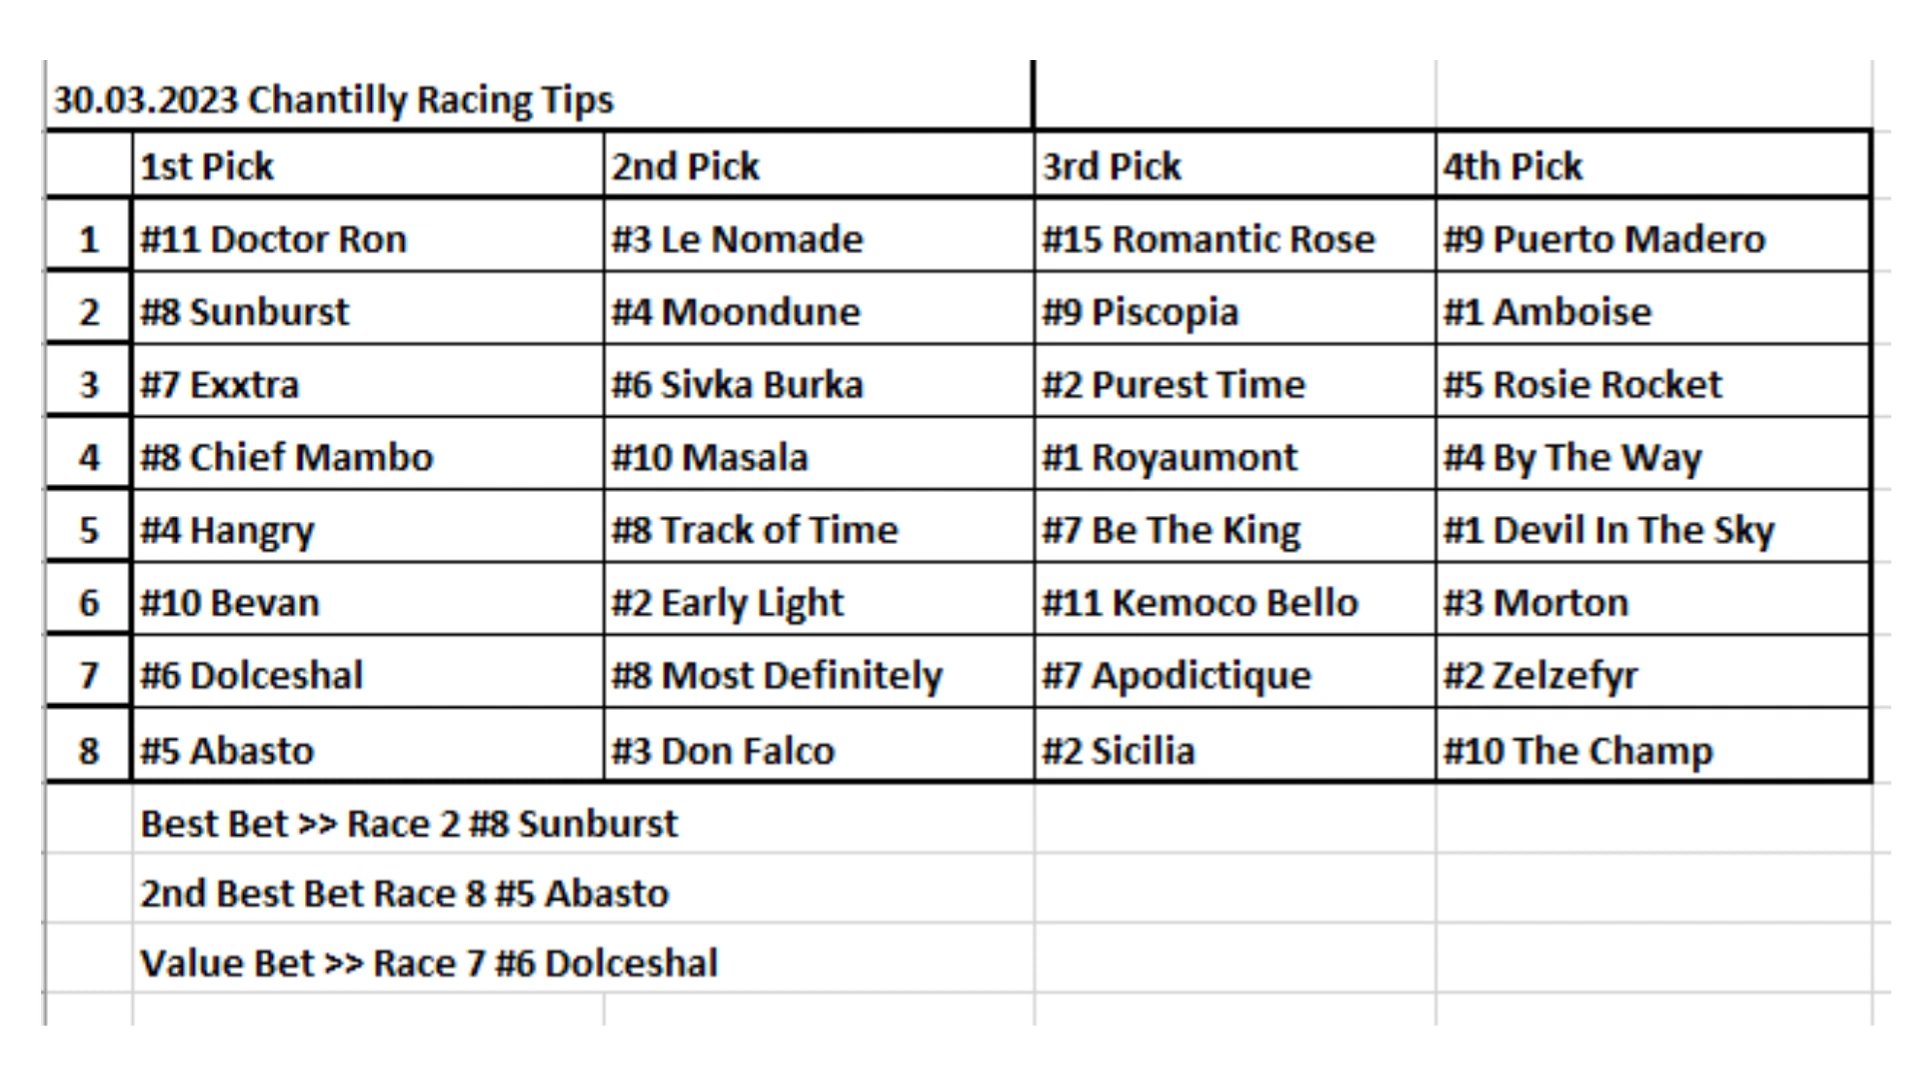 30.03.2023 Chantilly Racing Tips
1st Pick 2nd Pick 3rd Pick 4th Pick
1 #11 Doctor Ron #3 Le Nomade #15 Romantic Rose #9 Puerto Madero
2 #8 Sunburst #4 Moondune #9 Piscopia #1 Amboise
3 #7 Exxtra #6 Sivka Burka #2 Purest Time #5 Rosie Rocket
4 #8 Chief Mambo #10 Masala #1 Royaumont #4 By The Way
5 #4 Hangry #8 Track of Time #7 Be The King #1 Devil In The Sky
6 #10 Bevan #2 Early Light #11 Kemoco Bello #3 Morton
7 #6 Dolceshal #8 Most Definitely #7 Apodictique #2 Zelzefyr
8 #5 Abasto #3 Don Falco #2 Sicilia #10 The Champ
Best Bet >> Race 2 #8 Sunburst
2nd Best Bet Race 8 #5 Abasto
Value Bet >> Race 7 #6 Dolceshal